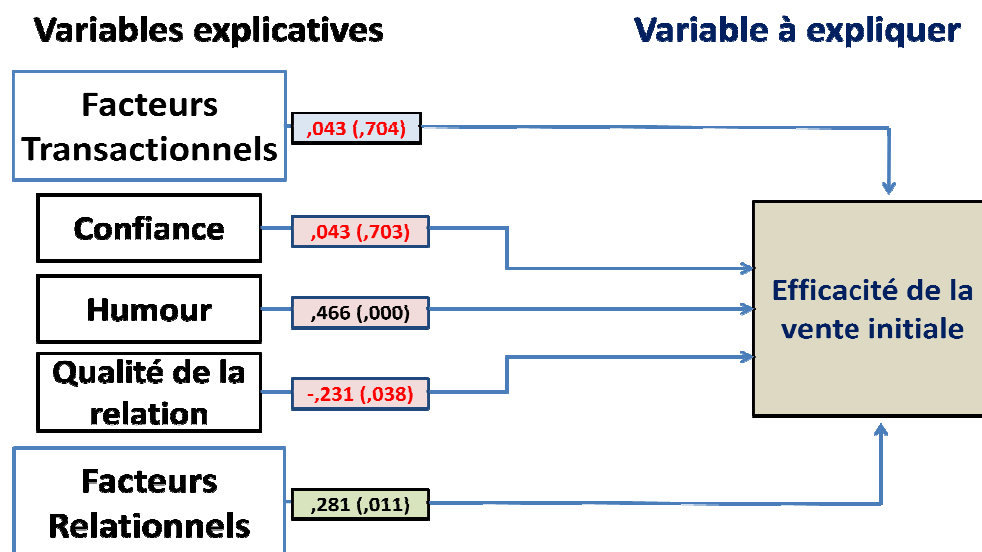 Variables explicatives
Variable à expliquer
Facteurs
Transactionnels
,043 (,704)
Confiance
,043 (,703)
Humour
,466 (,000)
Qualité de la
relation
-,231 (,038)
Facteurs
Relationnels
,281 (,011)
Efficacité de la
vente initiale